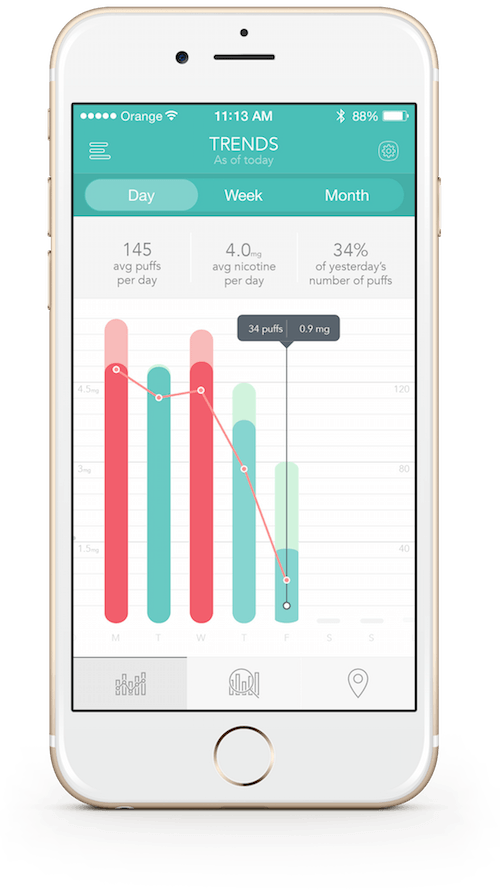 Orange 11:13 AM 88%
TRENDS
As of today
Day Week Month
145 4.0mg 34%
avg puffs avg nicotine of yesterday's
per day per day number of puffs
34 puffs 0.9 mg
4.5mg 120
3mg 80
1.5mg 40
M T W T F S S